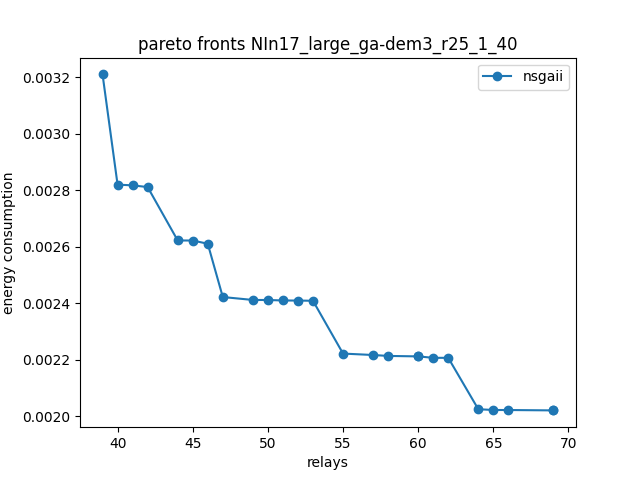 pareto fronts NIn17_large_ga-dem3_r25_1_40
nsgaii
0.0032
0.0030
0.0028
0.0026
0.0024
0.0022
0.0020
energy consumption
40 45 50 55 60 65 70
relays